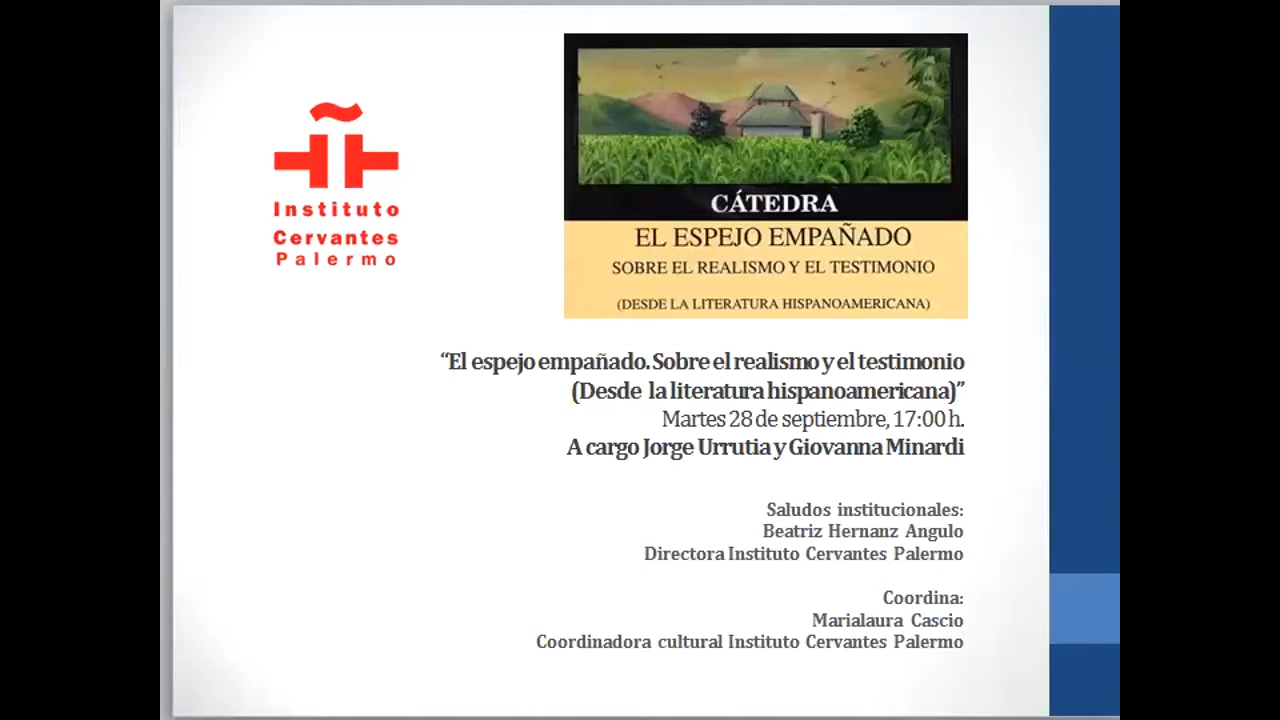 Instituto
Cervantes
Palermo
CÁTEDRA
EL ESPEJO EMPAÑADO
SOBRE EL REALISMO Y EL TESTIMONIO
(DESDE LA LITERATURA HISPANOAMERICANA)
“El espejo empañado. Sobre el realismo y el testimonio
(Desde la literatura hispanoamericana)”
Martes 28 de septiembre, 17:00 h.
A cargo Jorge Urrutia y Giovanna Minardi
Saludos institucionales:
Beatriz Hernanz Angulo
Directora Instituto Cervantes Palermo
Coordina:
Marialaura Cascio
Coordinadora cultural Instituto Cervantes Palermo